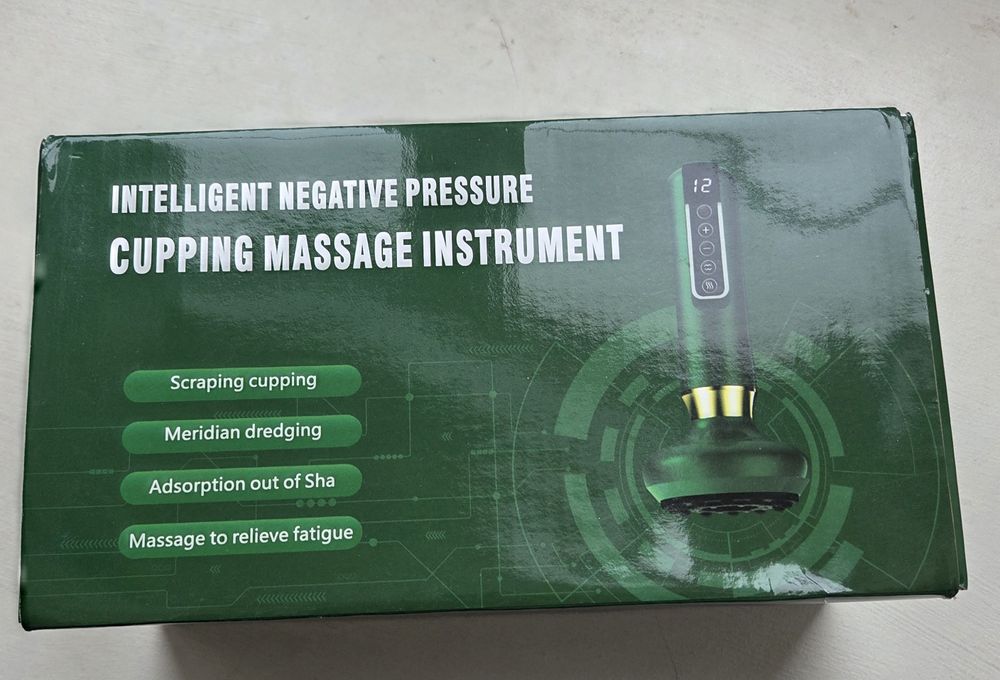 INTELLIGENT NEGATIVE PRESSURE
CUPPING MASSAGE INSTRUMENT
12
Scraping cupping
Meridian dredging
Adsorption out of Sha
Massage to relieve fatigue